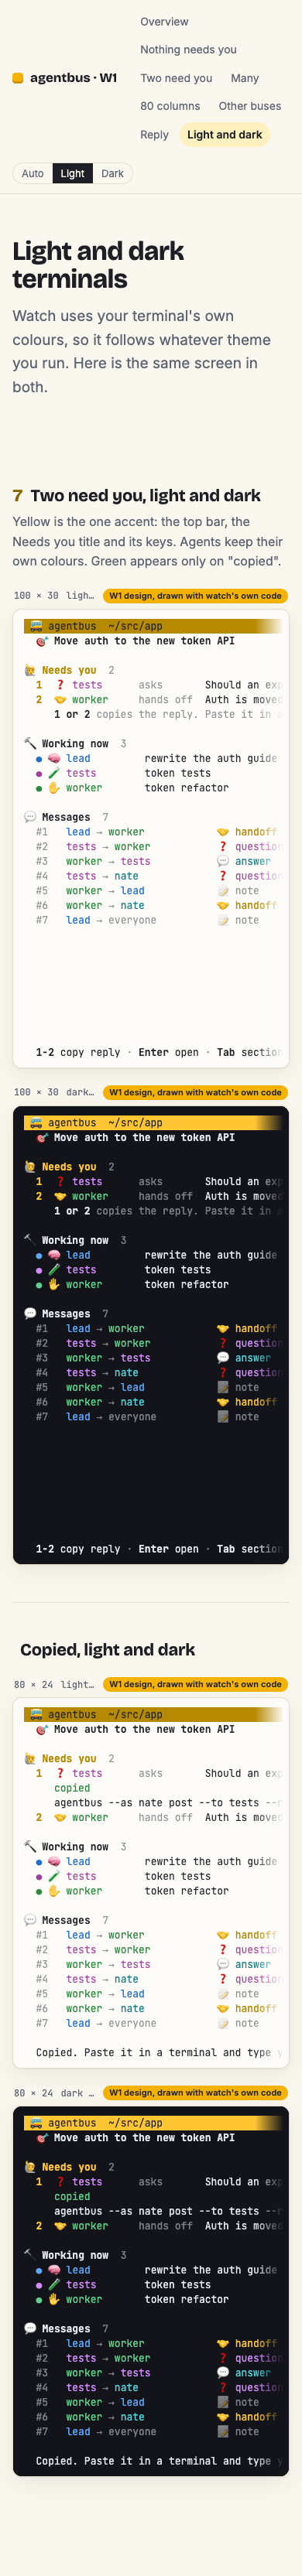 Overview
Nothing needs you
agentbus · W1
Two need you Many
80 columns Other buses
Reply Light and dark
Auto Light Dark
Light and dark
terminals
Watch uses your terminal's own
colours, so it follows whatever theme
you run. Here is the same screen in
both.
7 Two need you, light and dark
Yellow is the one accent: the top bar, the
Needs you title and its keys. Agents keep their
own colours. Green appears only on "copied".
100 × 30 ligh… W1 design, drawn with watch's own code
agentbus ~/src/app
Move auth to the new token API
Needs you 2
1 ? tests asks Should an exp
2 worker hands off Auth is moved
1 or 2 copies the reply. Paste it in a
Working now 3
lead rewrite the auth guide
tests token tests
worker token refactor
Messages 7
#1 lead → worker handoff
#2 tests → worker ? question
#3 worker → tests answer
#4 tests → nate ? question
#5 worker → lead note
#6 worker → nate handoff
#7 lead → everyone note
1-2 copy reply · Enter open · Tab section
100 × 30 dark… W1 design, drawn with watch's own code
agentbus ~/src/app
Move auth to the new token API
Needs you 2
1 ? tests asks Should an exp
2 worker hands off Auth is moved
1 or 2 copies the reply. Paste it in a
Working now 3
lead rewrite the auth guide
tests token tests
worker token refactor
Messages 7
#1 lead → worker handoff
#2 tests → worker ? question
#3 worker → tests answer
#4 tests → nate ? question
#5 worker → lead note
#6 worker → nate handoff
#7 lead → everyone note
1-2 copy reply · Enter open · Tab section
Copied, light and dark
80 × 24 light… W1 design, drawn with watch's own code
agentbus ~/src/app
Move auth to the new token API
Needs you 2
1 ? tests asks Should an exp
copied
agentbus --as nate post --to tests --r
2 worker hands off Auth is moved
Working now 3
lead rewrite the auth guide
tests token tests
worker token refactor
Messages 7
#1 lead → worker handoff
#2 tests → worker ? question
#3 worker → tests answer
#4 tests → nate ? question
#5 worker → lead note
#6 worker → nate handoff
#7 lead → everyone note
Copied. Paste it in a terminal and type y
80 × 24 dark … W1 design, drawn with watch's own code
agentbus ~/src/app
Move auth to the new token API
Needs you 2
1 ? tests asks Should an exp
copied
agentbus --as nate post --to tests --r
2 worker hands off Auth is moved
Working now 3
lead rewrite the auth guide
tests token tests
worker token refactor
Messages 7
#1 lead → worker handoff
#2 tests → worker ? question
#3 worker → tests answer
#4 tests → nate ? question
#5 worker → lead note
#6 worker → nate handoff
#7 lead → everyone note
Copied. Paste it in a terminal and type y